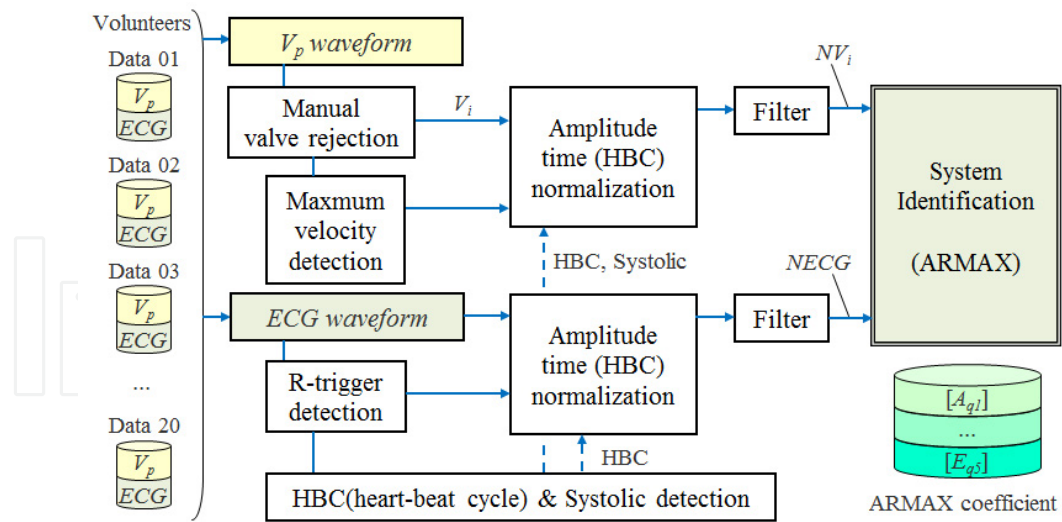 Volunteers
Data 01
Vp
ECG
Data 02
Vp
ECG
Data 03
Vp
ECG
...
Data 20
Vp
ECG
Vp waveform
Manual
valve rejection
Vi
Maxmum
velocity
detection
Amplitude
time (HBC)
normalization
Filter
NVi
HBC, Systolic
ECG waveform
R-trigger
detection
Amplitude
time (HBC)
normalization
Filter
NECG
HBC
HBC(heart-beat cycle) & Systolic detection
System
Identification
(ARMAX)
[Aq1]
...
[Eq5]
ARMAX coefficient